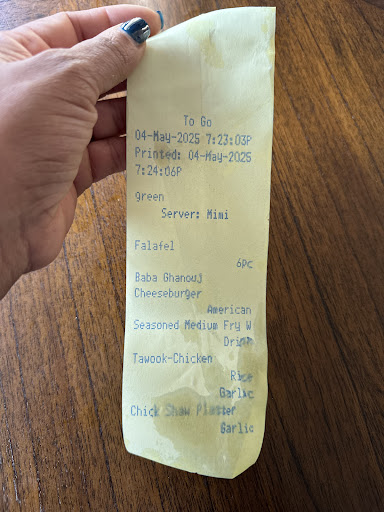 To Go
04-May-2025 7:23:03P
Printed: 04-May-2025
7:24:06P
green
Server: Mimi
Falafel
6pc
Baba Ghanouj
Cheeseburger
American
Seasoned Medium Fry W
Drink
Tawook-Chicken
Rice
Garlic
Chick Shaw Platter
Garlic